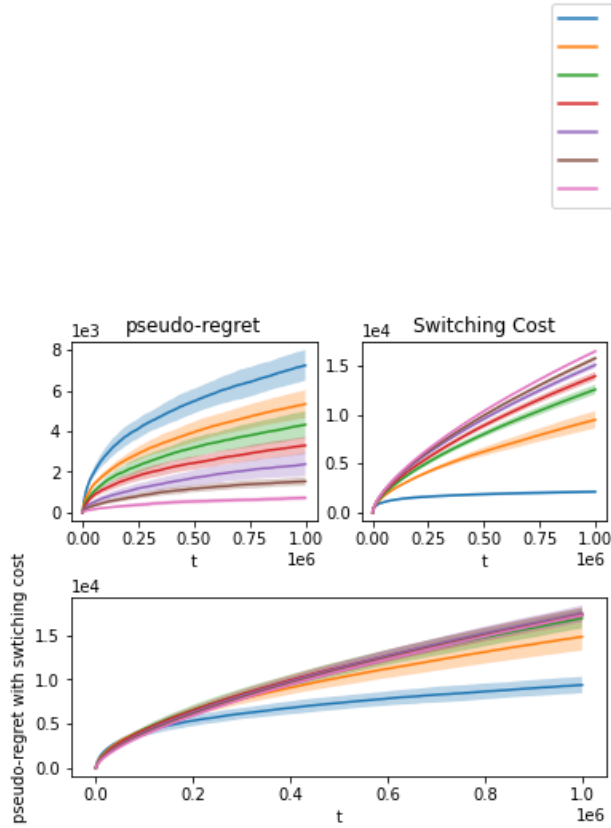 pseudo-regret
Switching Cost
1e3
1e4
8
6
4
2
0
1.5
1.0
0.5
0.0
0.00 0.25 0.50 0.75 1.00
0.00 0.25 0.50 0.75 1.00
t
1e6
t
1e6
pseudo-regret with swtiching cost
1e4
1.5
1.0
0.5
0.0
0.0 0.2 0.4 0.6 0.8 1.0
t
1e6